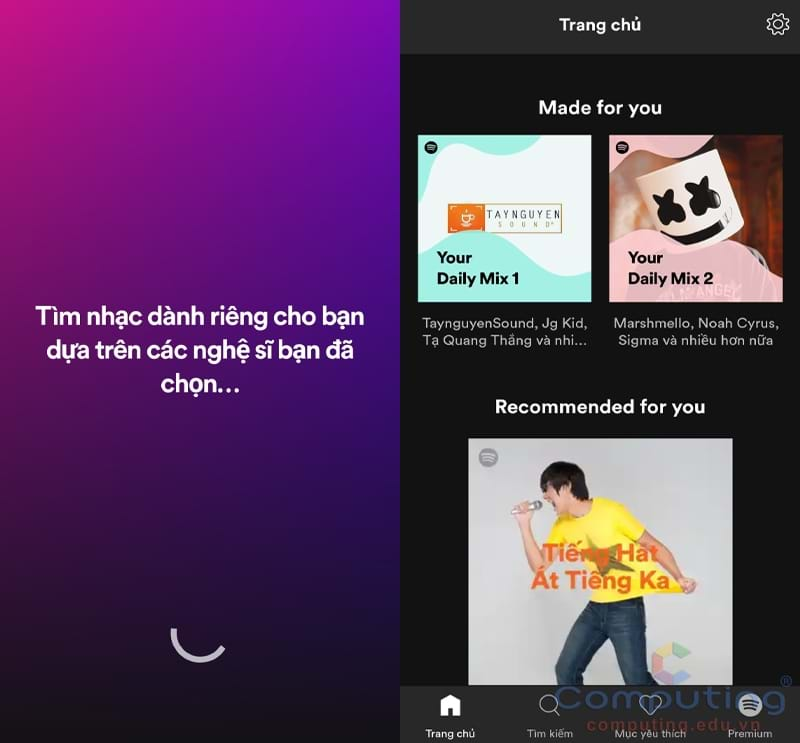 Tìm nhạc dành riêng cho bạn
dựa trên các nghệ sĩ bạn đã
chọn...
Trang chủ
Made for you
TAYNGUYEN
SOUND
Your
Daily Mix 1
Your
Daily Mix 2
TaynguyenSound, Jg Kid,
Tạ Quang Thắng và nhi...
Marshmello, Noah Cyrus,
Sigma và nhiều hơn nữa
Recommended for you
Tiếng Hát
Át Tiếng Ka
Computing®
computing.edu.vn
Trang chủ
Tìm kiếm
Mục yêu thích
Premium